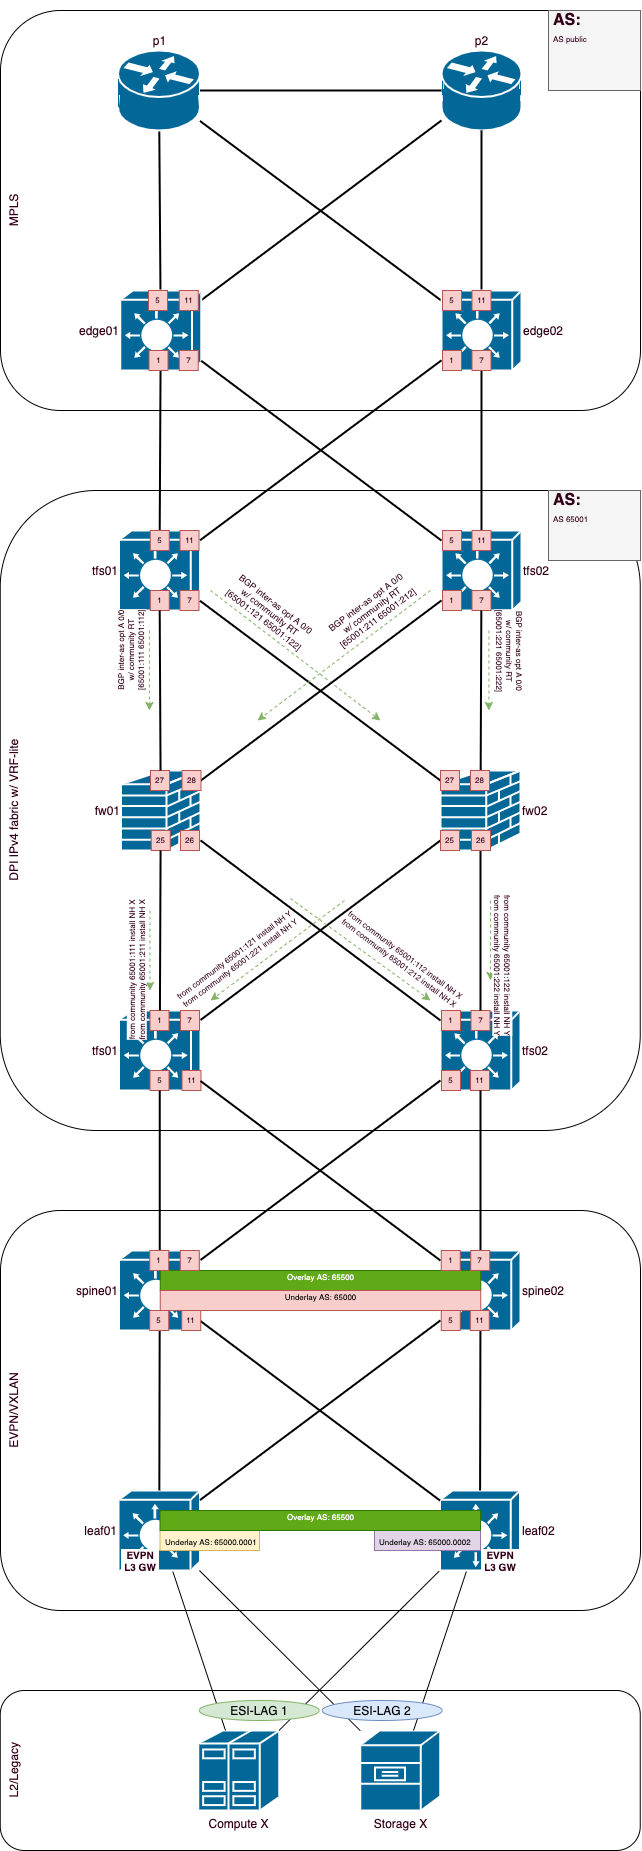 AS:
AS public
p1
p2
MPLS
5
11
5
11
edge01
edge02
1
7
1
7
AS:
AS 65001
5
11
5
11
tfs01
tfs02
1
7
1
7
BGP inter-as opt A 0/0
w/ community RT
[65001:111 65001:112]
BGP inter-as opt A 0/0
w/ community RT
[65001:121 65001:122]
BGP inter-as opt A 0/0
w/ community RT
[65001:211 65001:212]
BGP inter-as opt A 0/0
w/ community RT
[65001:221 65001:222]
DPI IPv4 fabric w/ VRF-lite
27
28
27
28
fw01
fw02
25
26
25
26
from community 65001:111 install NH X
from community 65001:211 install NH X
from community 65001:121 install NH Y
from community 65001:221 install NH Y
from community 65001:112 install NH X
from community 65001:212 install NH X
from community 65001:122 install NH Y
from community 65001:222 install NH Y
1
7
1
7
tfs01
tfs02
5
11
5
11
EVPN/VXLAN
1
7
1
7
Overlay AS: 65500
spine01
Underlay AS: 65000
spine02
5
11
5
11
Overlay AS: 65500
leaf01
leaf02
Underlay AS: 65000.0001
Underlay AS: 65000.0002
EVPN
L3 GW
EVPN
L3 GW
L2/Legacy
ESI-LAG 1
ESI-LAG 2
Compute X
Storage X